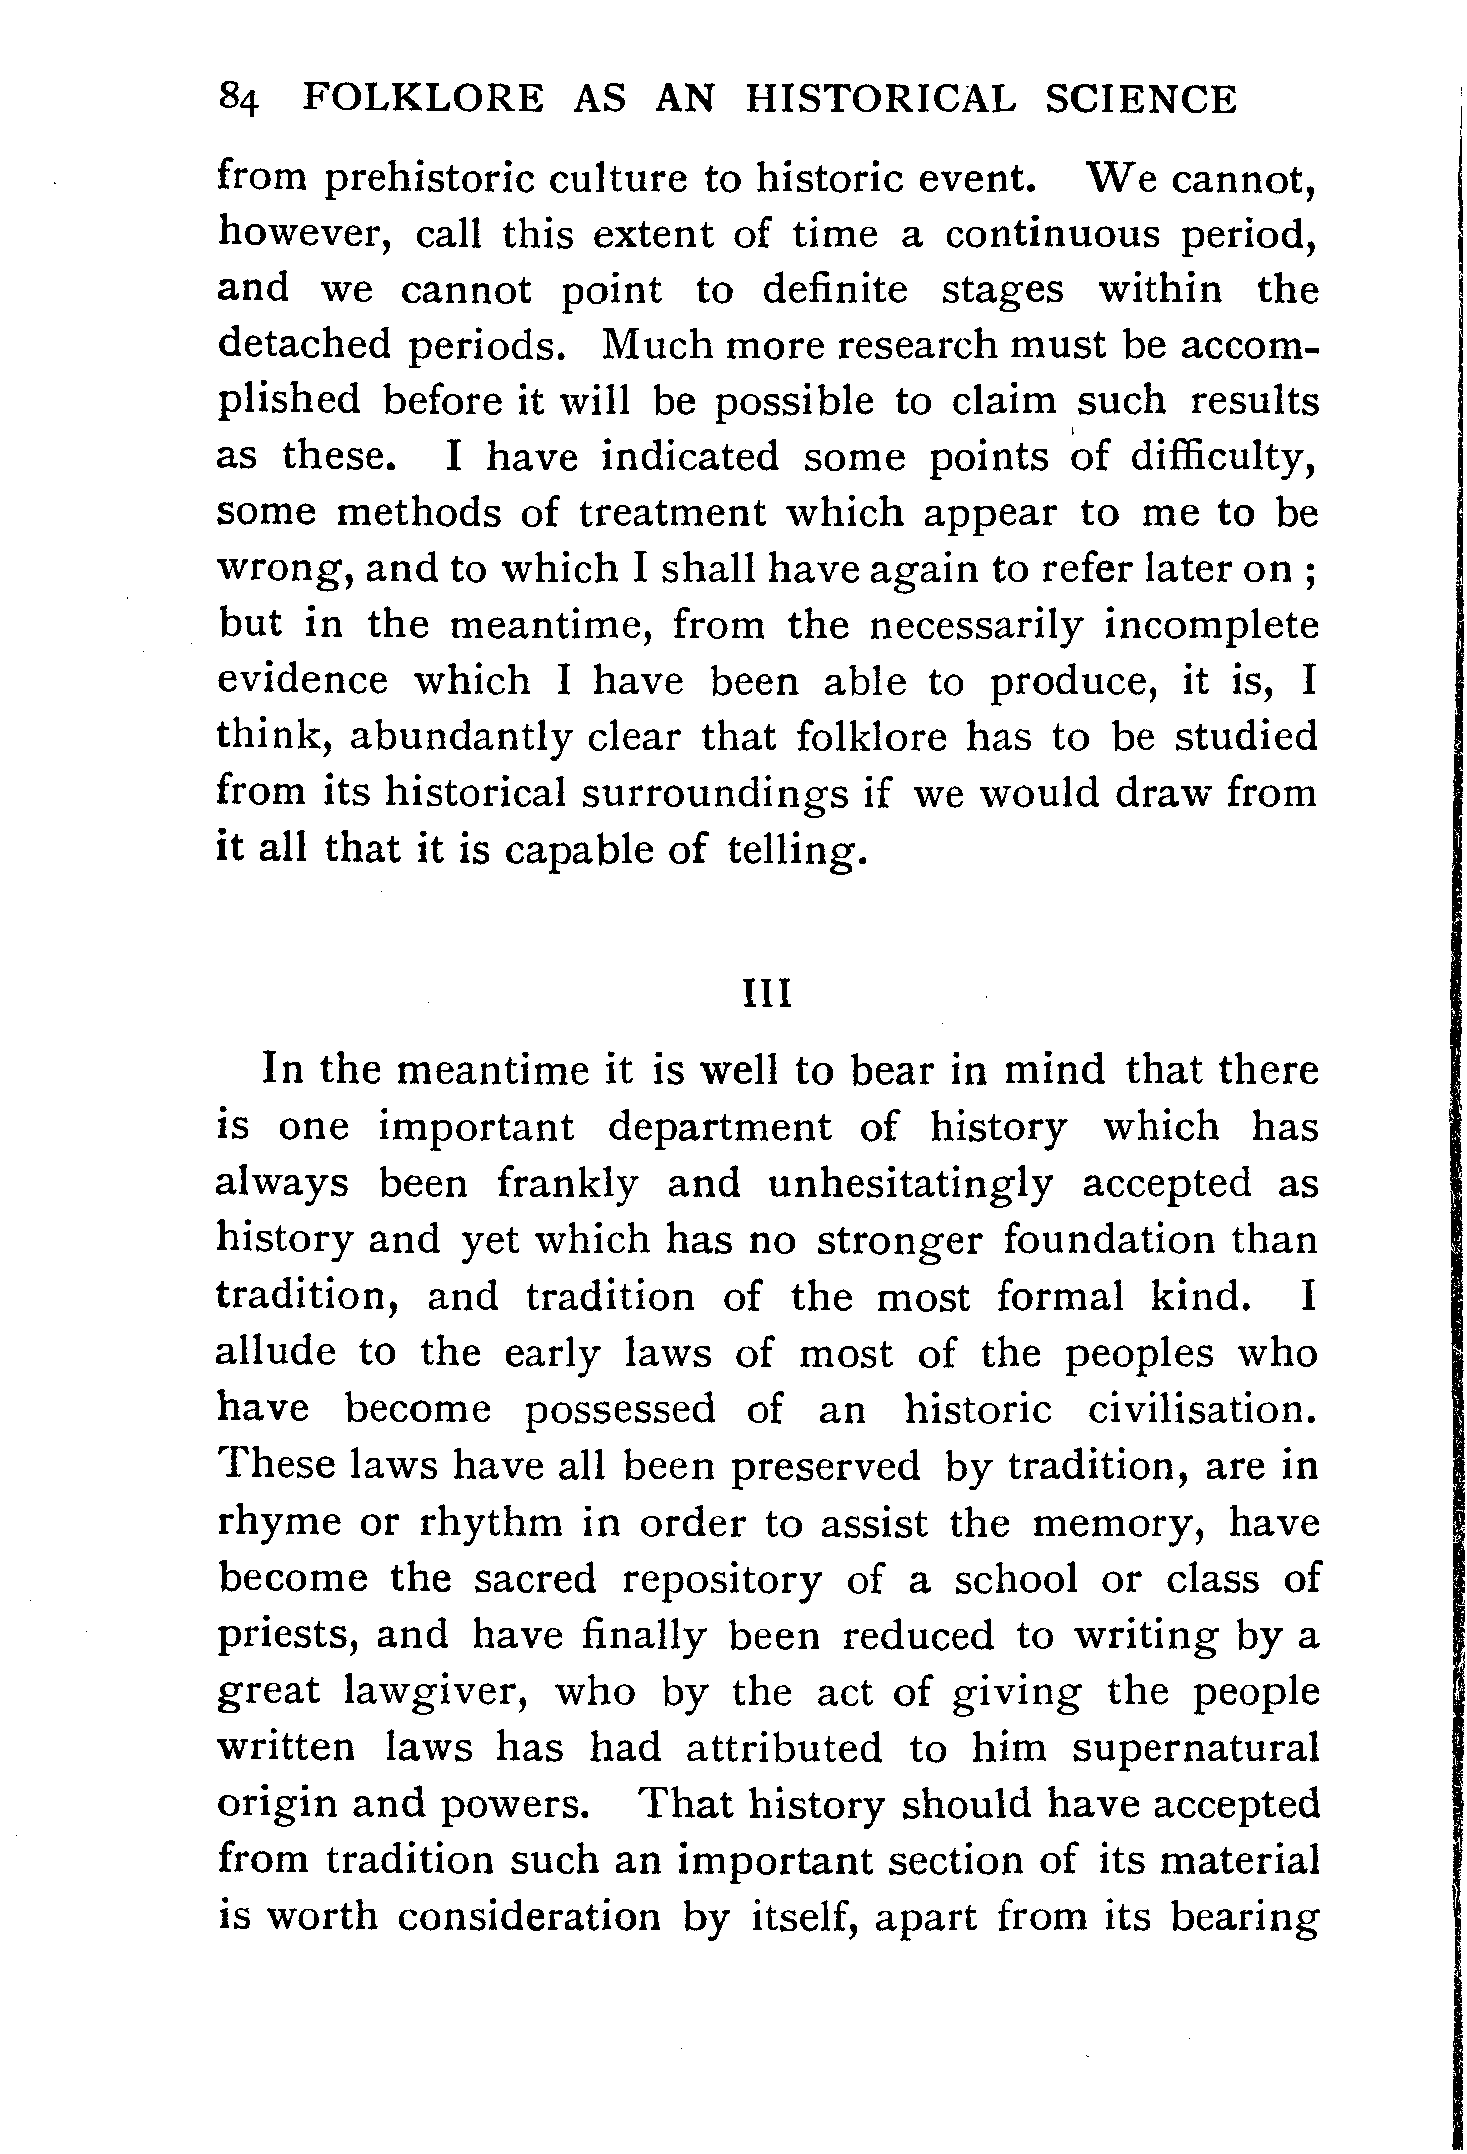 84 FOLKLORE AS AN HISTORICAL SCIENCE
from prehistoric culture to historic event. We cannot,
however, call this extent of time a continuous period,
and we cannot point to definite stages within the
detached periods. Much more research must be accom-
plished before it will be possible to claim such results
as these. I have indicated some points of difficulty,
some methods of treatment which appear to me to be
wrong, and to which I shall have again to refer later on ;
but in the meantime, from the necessarily incomplete
evidence which I have been able to produce, it is, I
think, abundantly clear that folklore has to be studied
from its historical surroundings if we would draw from
it all that it is capable of telling.
III
In the meantime it is well to bear in mind that there
is one important department of history which has
always been frankly and unhesitatingly accepted as
history and yet which has no stronger foundation than
tradition, and tradition of the most formal kind. I
allude to the early laws of most of the peoples who
have become possessed of an historic civilisation.
These laws have all been preserved by tradition, are in
rhyme or rhythm in order to assist the memory, have
become the sacred repository of a school or class of
priests, and have finally been reduced to writing by a
great lawgiver, who by the act of giving the people
written laws has had attributed to him supernatural
origin and powers. That history should have accepted
from tradition such an important section of its material
is worth consideration by itself, apart from its bearing